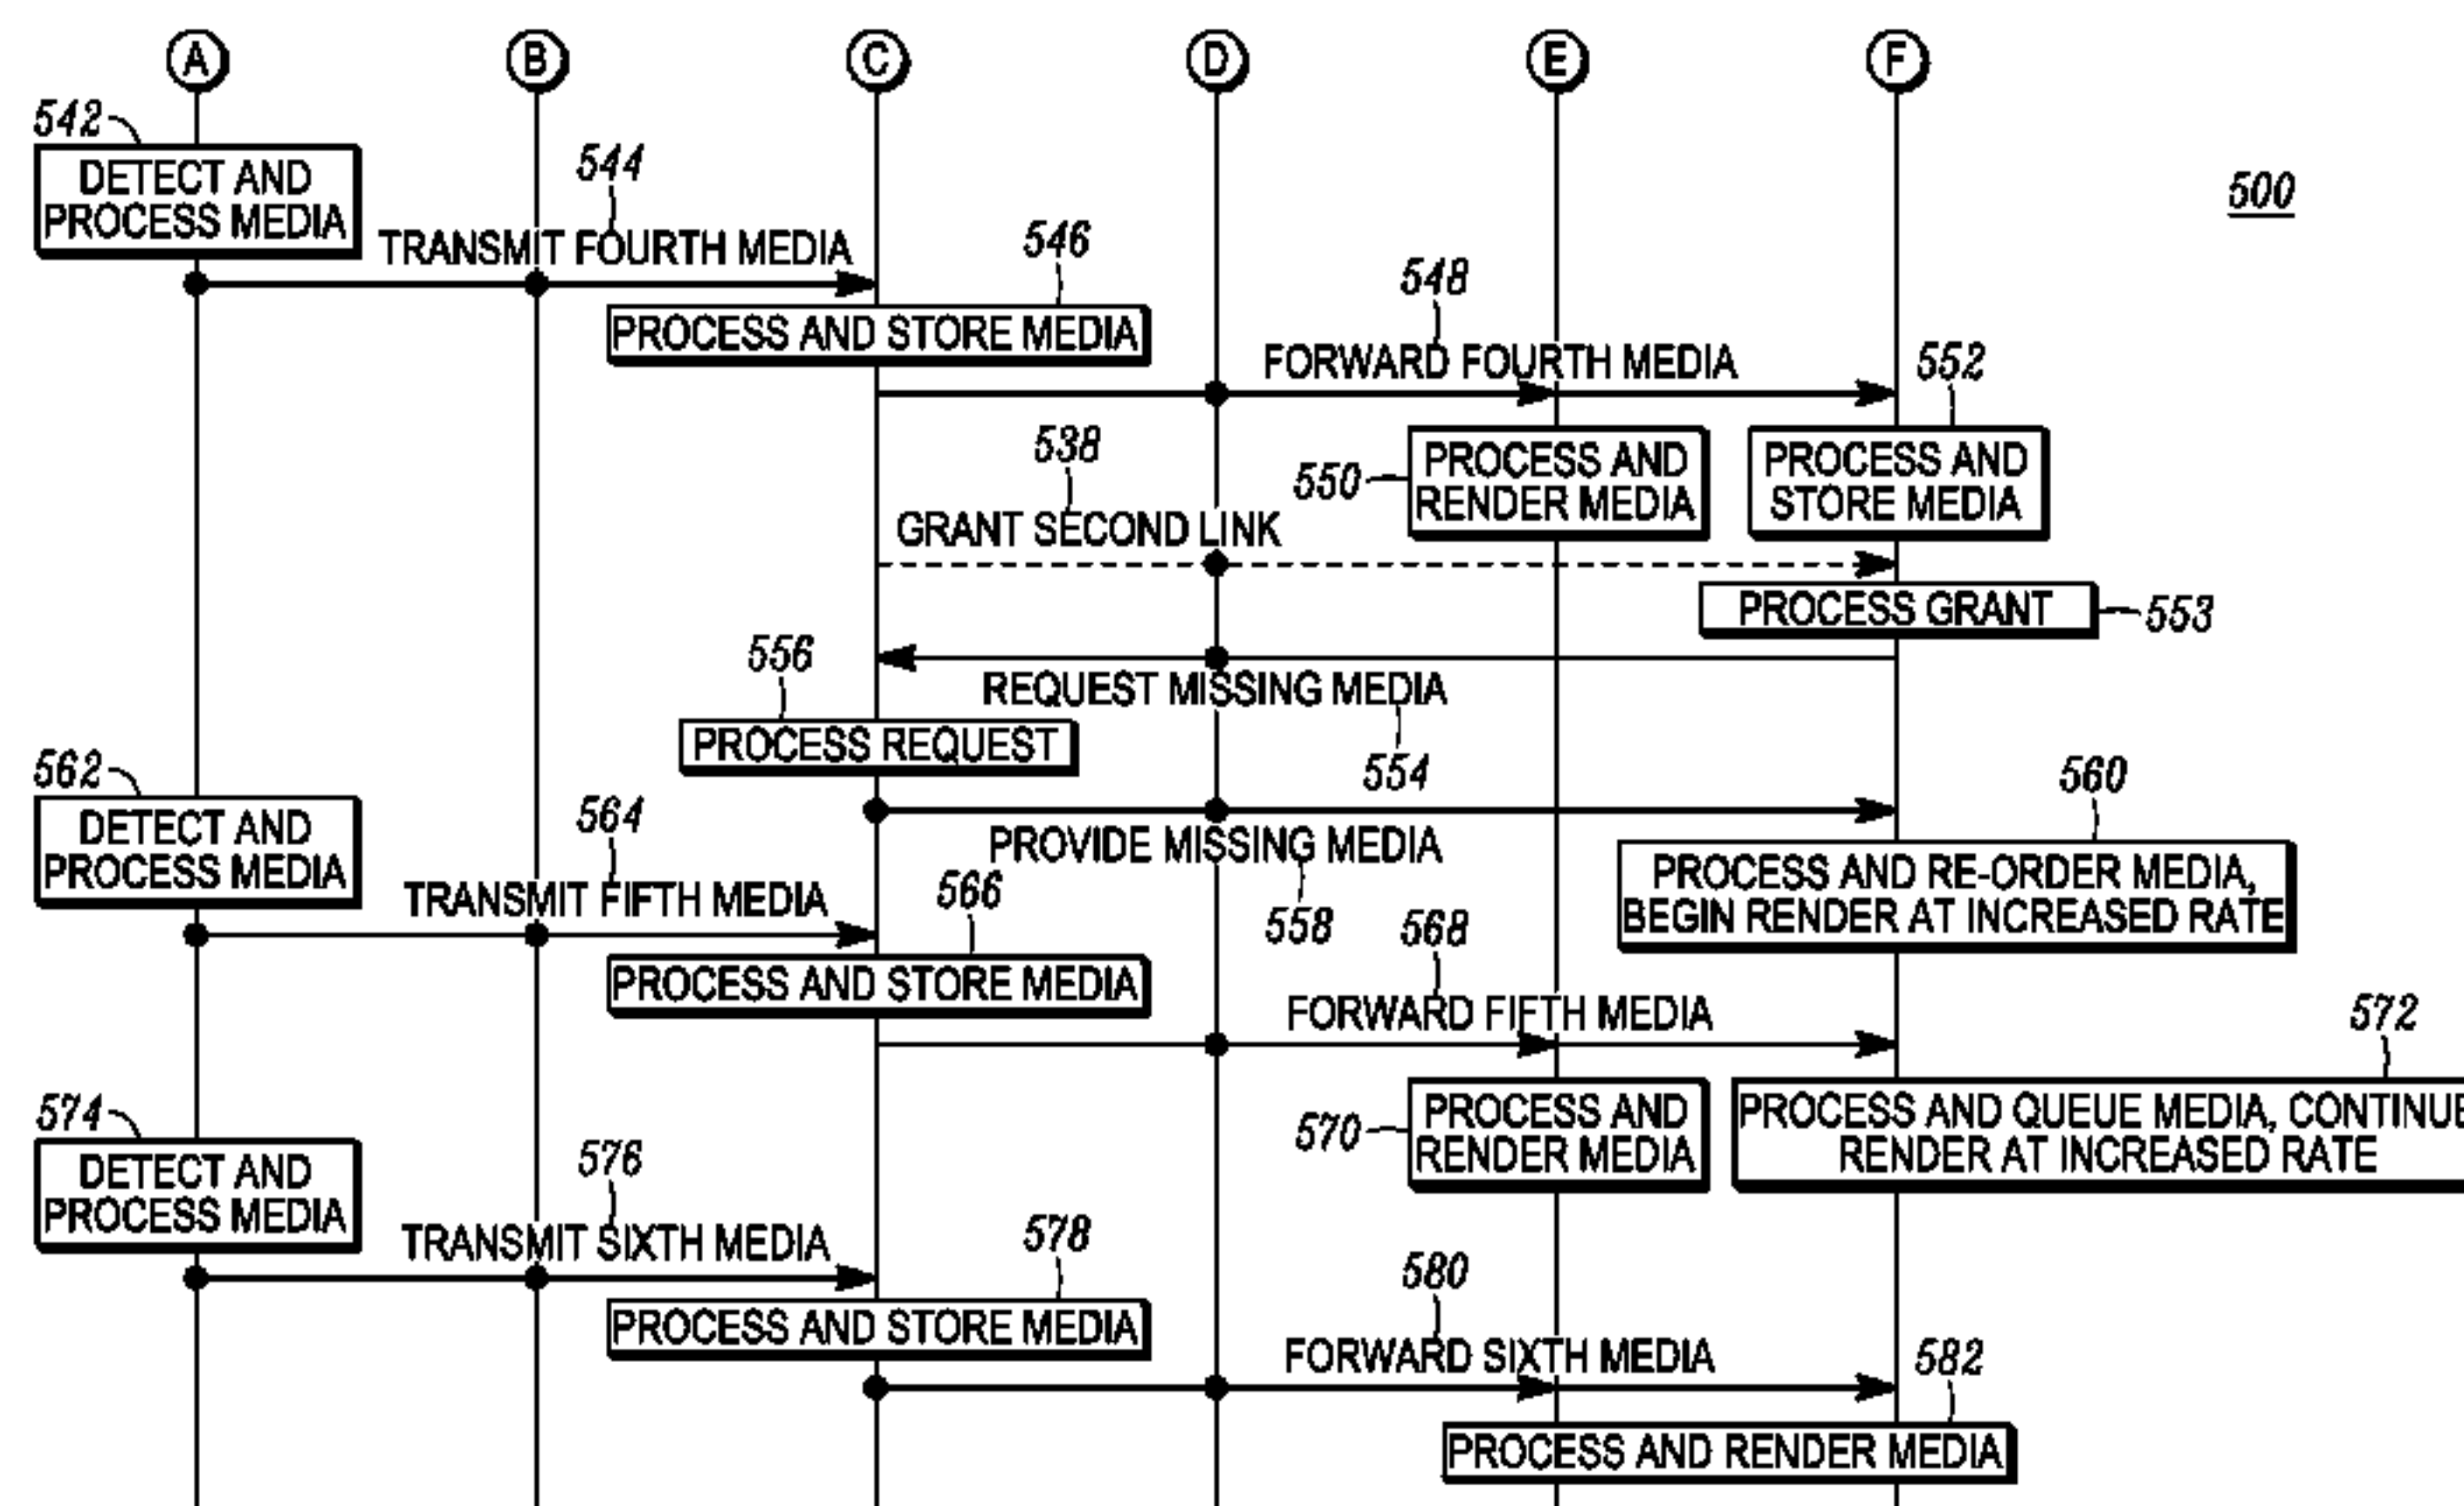 A B C D E F
542
DETECT AND
PROCESS MEDIA
544
TRANSMIT FOURTH MEDIA
500
546
PROCESS AND STORE MEDIA
548
FORWARD FOURTH MEDIA
552
538
GRANT SECOND LINK
550
PROCESS AND
RENDER MEDIA
PROCESS AND
STORE MEDIA
PROCESS GRANT
553
556
REQUEST MISSING MEDIA
554
PROCESS REQUEST
562
DETECT AND
PROCESS MEDIA
564
TRANSMIT FIFTH MEDIA
PROVIDE MISSING MEDIA
558
560
PROCESS AND RE-ORDER MEDIA,
BEGIN RENDER AT INCREASED RATE
566
PROCESS AND STORE MEDIA
568
FORWARD FIFTH MEDIA
572
574
DETECT AND
PROCESS MEDIA
570
PROCESS AND
RENDER MEDIA
PROCESS AND QUEUE MEDIA, CONTINUE
RENDER AT INCREASED RATE
576
TRANSMIT SIXTH MEDIA
578
PROCESS AND STORE MEDIA
580
FORWARD SIXTH MEDIA
582
PROCESS AND RENDER MEDIA